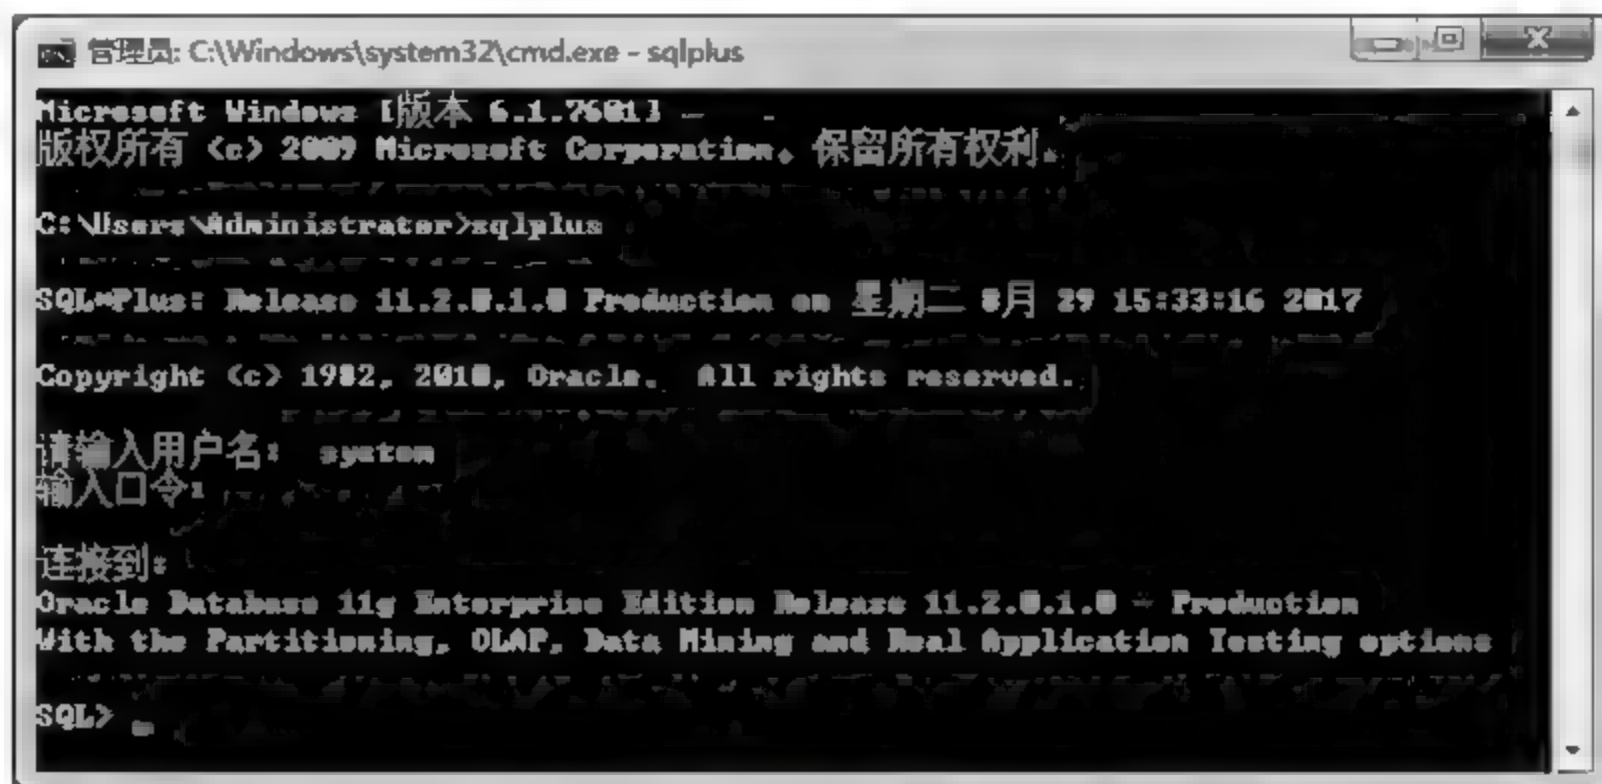 管理员: C:\Windows\system32\cmd.exe - sqlplus
Microsoft Windows [版本 6.1.7601]
版权所有 (c) 2009 Microsoft Corporation。保留所有权利。
C:\Users\Administrator>sqlplus
SQL*Plus: Release 11.2.0.1.0 Production on 星期二 8月 29 15:33:16 2017
Copyright (c) 1982, 2010, Oracle.  All rights reserved.
请输入用户名:  system
输入口令:
连接到:
Oracle Database 11g Enterprise Edition Release 11.2.0.1.0 - Production
With the Partitioning, OLAP, Data Mining and Real Application Testing options
SQL> _